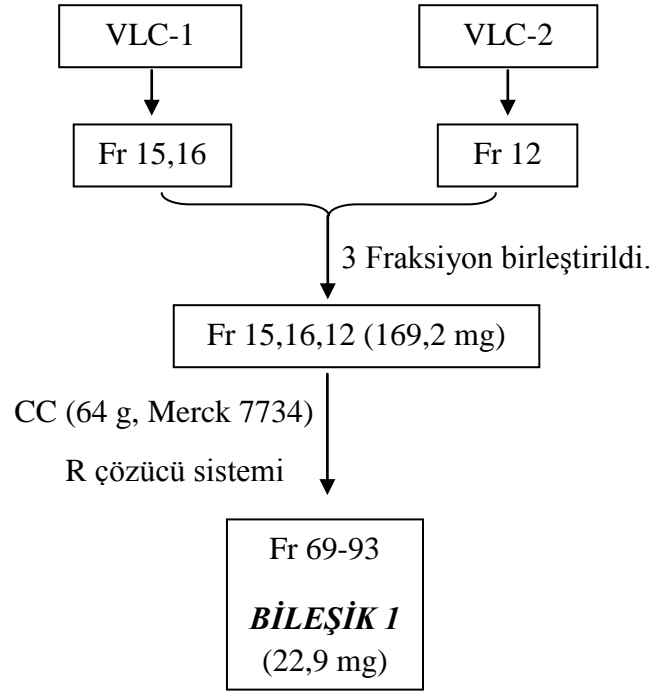 VLC-1
VLC-2
Fr 15,16
Fr 12
3 Fraksiyon birleştirildi.
Fr 15,16,12 (169,2 mg)
CC (64 g, Merck 7734)
R çözücü sistemi
Fr 69-93
BİLEŞİK 1
(22,9 mg)